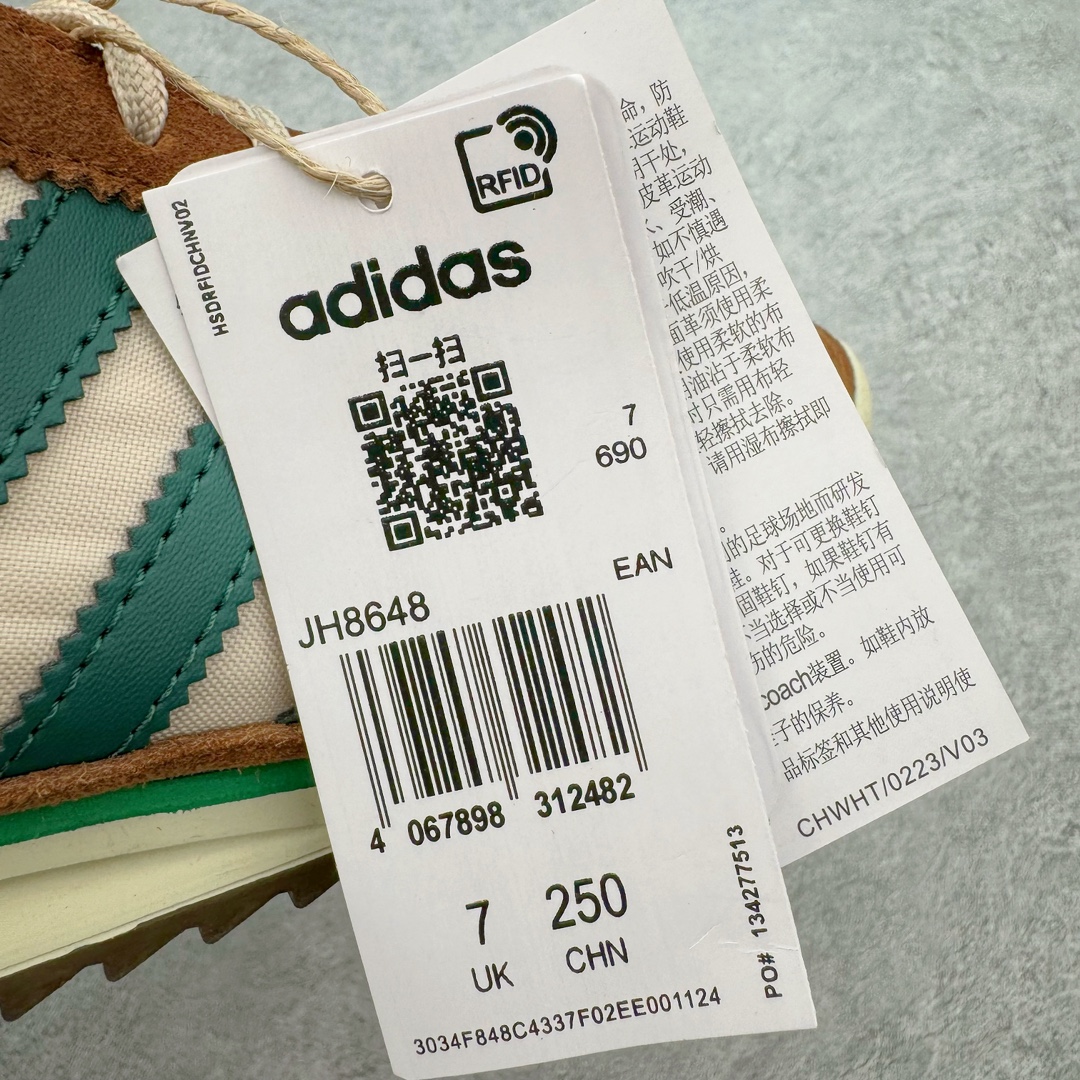 RFID
HSDRFIDCHNV02
adidas
扫一扫
7
690
EAN
JH8648
4 067898 312482
7 250
UK CHN
PO# 134277513
3034F848C4337F02EE001124
命，防
运动鞋
干处，
皮革运动
、受潮、
如不慎遇
吹干/烘
低温原因，
面革须使用柔
使用柔软的布
油沾于柔软布
时只需用布轻
轻擦拭去除。
请用湿布擦拭即
。
的足球场地而研发
鞋。对于可更换鞋钉
固鞋钉，如果鞋钉有
当选择或不当使用可
伤的危险。
coach装置。如鞋内放
子的保养。
品标签和其他使用说明使
CHWHT/0223/V03